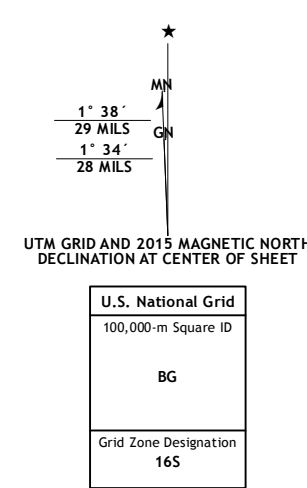 MN
1° 38´
29 MILS
GN
1° 34´
28 MILS
UTM GRID AND 2015 MAGNETIC NORTH
DECLINATION AT CENTER OF SHEET
U.S. National Grid
100,000-m Square ID
BG
Grid Zone Designation
16S